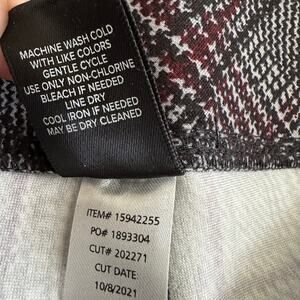 MACHINE WASH COLD
WITH LIKE COLORS
GENTLE CYCLE
USE ONLY NON-CHLORINE
BLEACH IF NEEDED
LINE DRY
COOL IRON IF NEEDED
MAY BE DRY CLEANED
ITEM# 15942255
PO# 1893304
CUT# 202271
CUT DATE:
10/8/2021